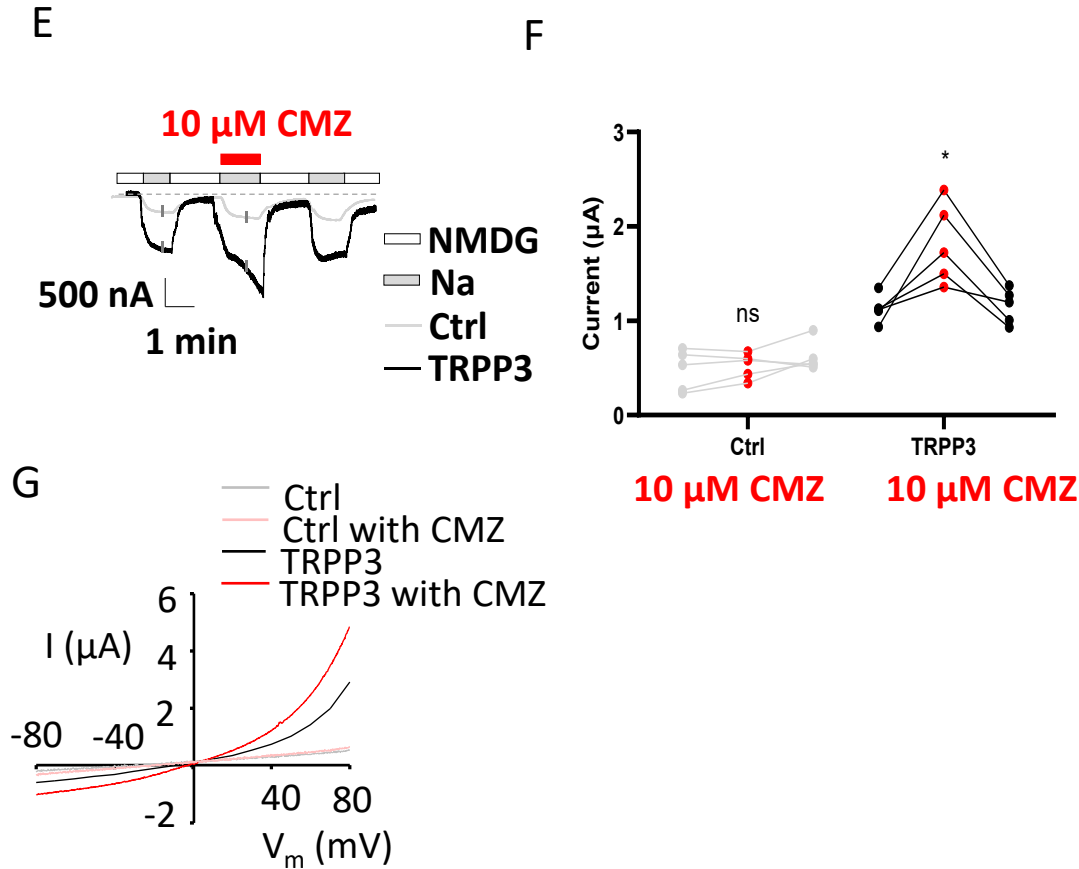 E
10 µM CMZ
NMDG
Na
500 nA
Ctrl
1 min
TRPP3
F
3
2
1
0
Current (µA)
ns
*
Ctrl
TRPP3
10 µM CMZ
10 µM CMZ
G
Ctrl
Ctrl with CMZ
TRPP3
TRPP3 with CMZ
6
I (µA)
4
2
-80
-40
40
80
-2
Vm (mV)